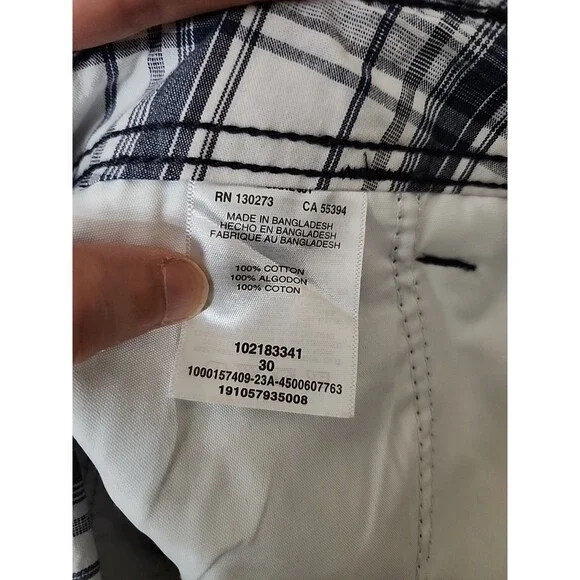 RN 130273 CA 55394
MADE IN BANGLADESH
HECHO EN BANGLADESH
FABRIQUE AU BANGLADESH
100% COTTON
100% ALGODON
100% COTON
102183341
30
1000157409-23A-4500607763
191057935008